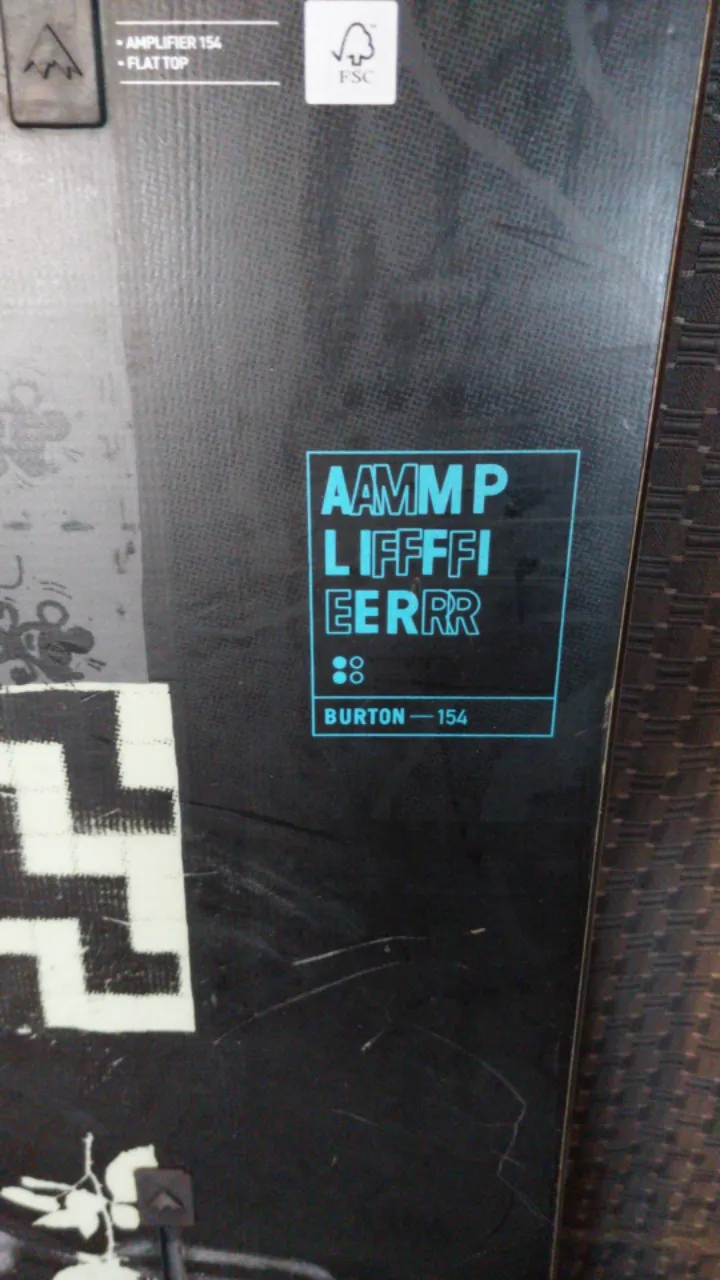 • AMPLIFIER 154
• FLAT TOP
FSC
AAMMP
LIFFFFI
EERRR
BURTON — 154